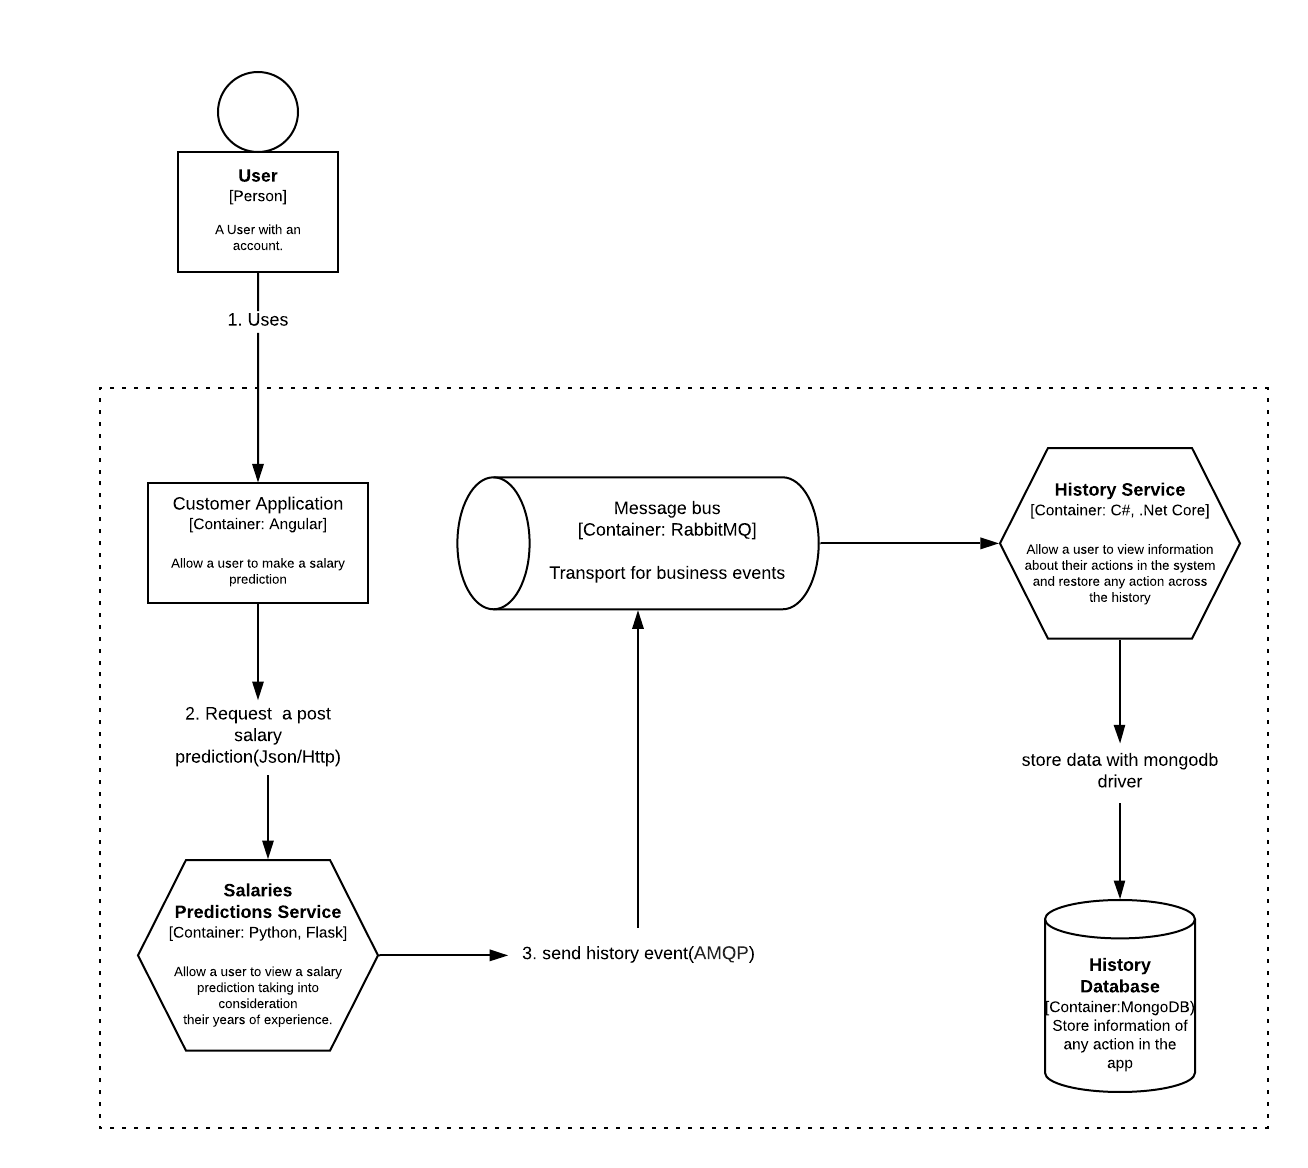 User
[Person]
A User with an
account.
1. Uses
Customer Application
[Container: Angular]
Allow a user to make a salary
prediction
2. Request  a post
salary
prediction(Json/Http)
Salaries
Predictions Service
[Container: Python, Flask]
Allow a user to view a salary
prediction taking into
consideration
their years of experience.
3. send history event(AMQP)
Message bus
[Container: RabbitMQ]
Transport for business events
History Service
[Container: C#, .Net Core]
Allow a user to view information
about their actions in the system
and restore any action across
the history
store data with mongodb
driver
History
Database
[Container:MongoDB)
Store information of
any action in the
app